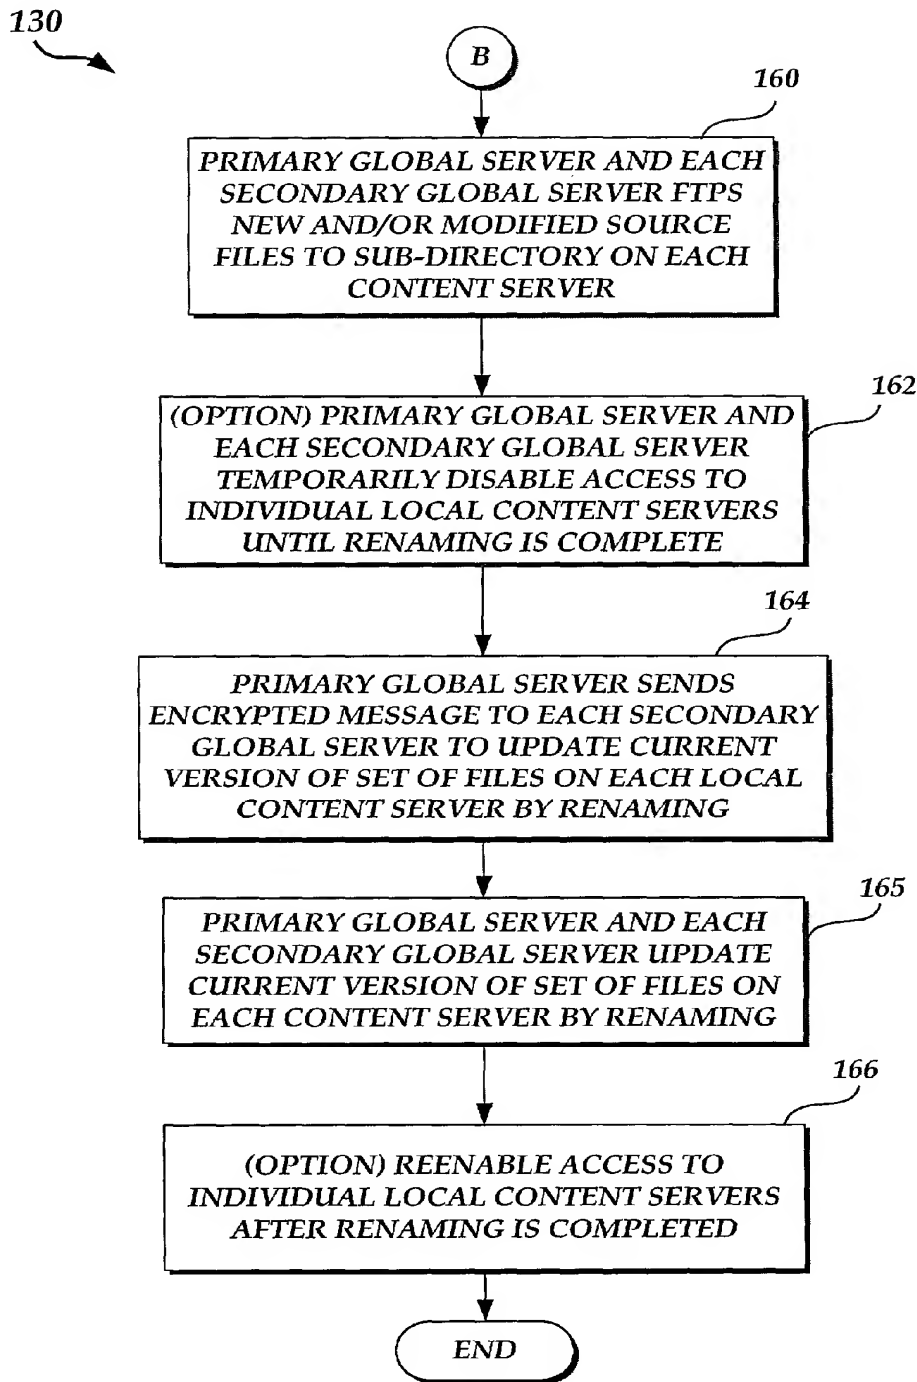 130
B
160
PRIMARY GLOBAL SERVER AND EACH
SECONDARY GLOBAL SERVER FTPS
NEW AND/OR MODIFIED SOURCE
FILES TO SUB-DIRECTORY ON EACH
CONTENT SERVER
162
(OPTION) PRIMARY GLOBAL SERVER AND
EACH SECONDARY GLOBAL SERVER
TEMPORARILY DISABLE ACCESS TO
INDIVIDUAL LOCAL CONTENT SERVERS
UNTIL RENAMING IS COMPLETE
164
PRIMARY GLOBAL SERVER SENDS
ENCRYPTED MESSAGE TO EACH SECONDARY
GLOBAL SERVER TO UPDATE CURRENT
VERSION OF SET OF FILES ON EACH LOCAL
CONTENT SERVER BY RENAMING
165
PRIMARY GLOBAL SERVER AND EACH
SECONDARY GLOBAL SERVER UPDATE
CURRENT VERSION OF SET OF FILES ON
EACH CONTENT SERVER BY RENAMING
166
(OPTION) REENABLE ACCESS TO
INDIVIDUAL LOCAL CONTENT SERVERS
AFTER RENAMING IS COMPLETED
END